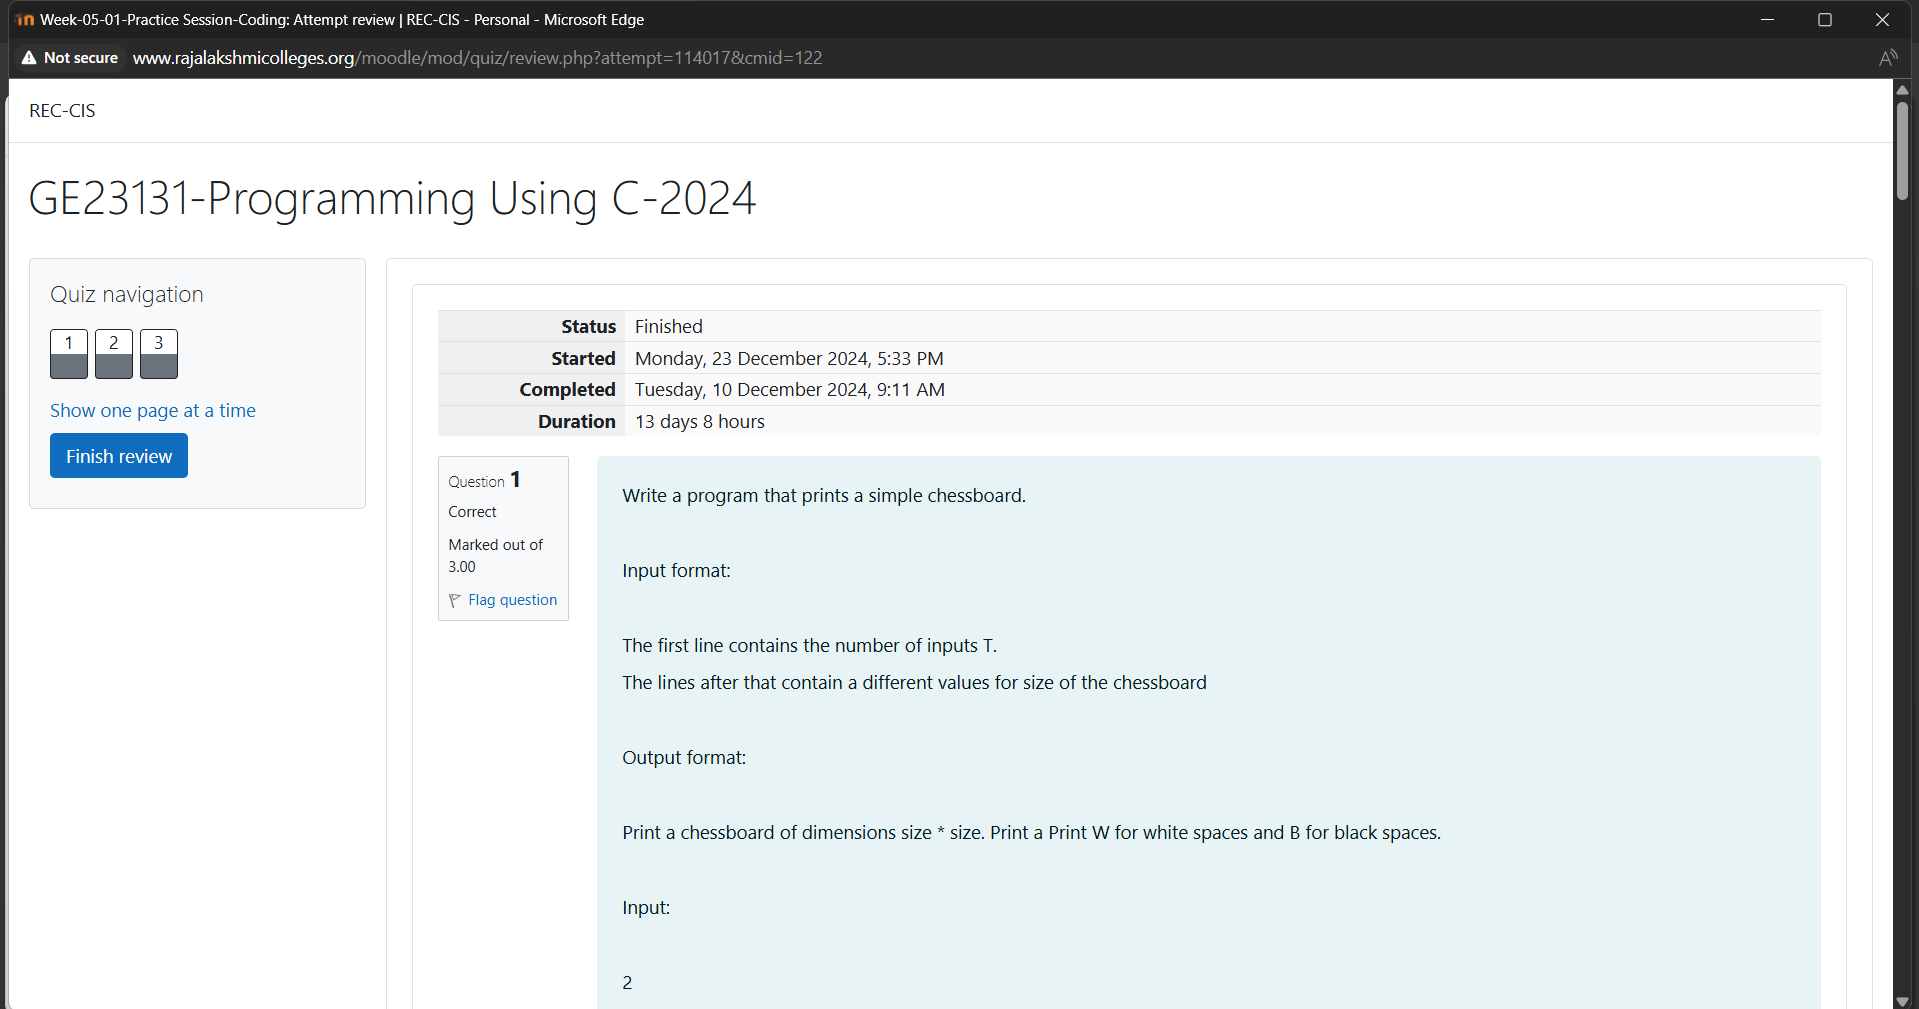 Week-05-01-Practice Session-Coding: Attempt review | REC-CIS - Personal - Microsoft Edge
Not secure www.rajalakshmicolleges.org/moodle/mod/quiz/review.php?attempt=114017&cmid=122
REC-CIS
GE23131-Programming Using C-2024
Quiz navigation
1 2 3
Show one page at a time
Finish review
Status Finished
Started Monday, 23 December 2024, 5:33 PM
Completed Tuesday, 10 December 2024, 9:11 AM
Duration 13 days 8 hours
Question 1
Correct
Marked out of
3.00
Flag question
Write a program that prints a simple chessboard.
Input format:
The first line contains the number of inputs T.
The lines after that contain a different values for size of the chessboard
Output format:
Print a chessboard of dimensions size * size. Print a Print W for white spaces and B for black spaces.
Input:
2